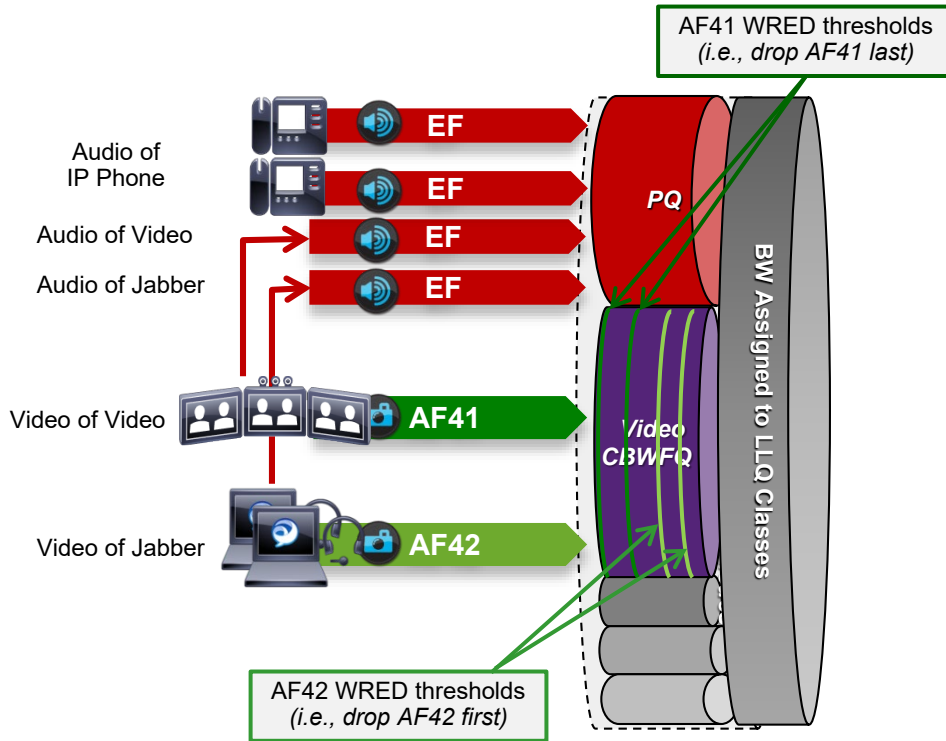 AF41 WRED thresholds
(i.e., drop AF41 last)
Audio of
IP Phone
EF
EF
Audio of Video
EF
Audio of Jabber
EF
PQ
BW Assigned to LLQ Classes
Video of Video
AF41
Video
CBWFQ
Video of Jabber
AF42
AF42 WRED thresholds
(i.e., drop AF42 first)